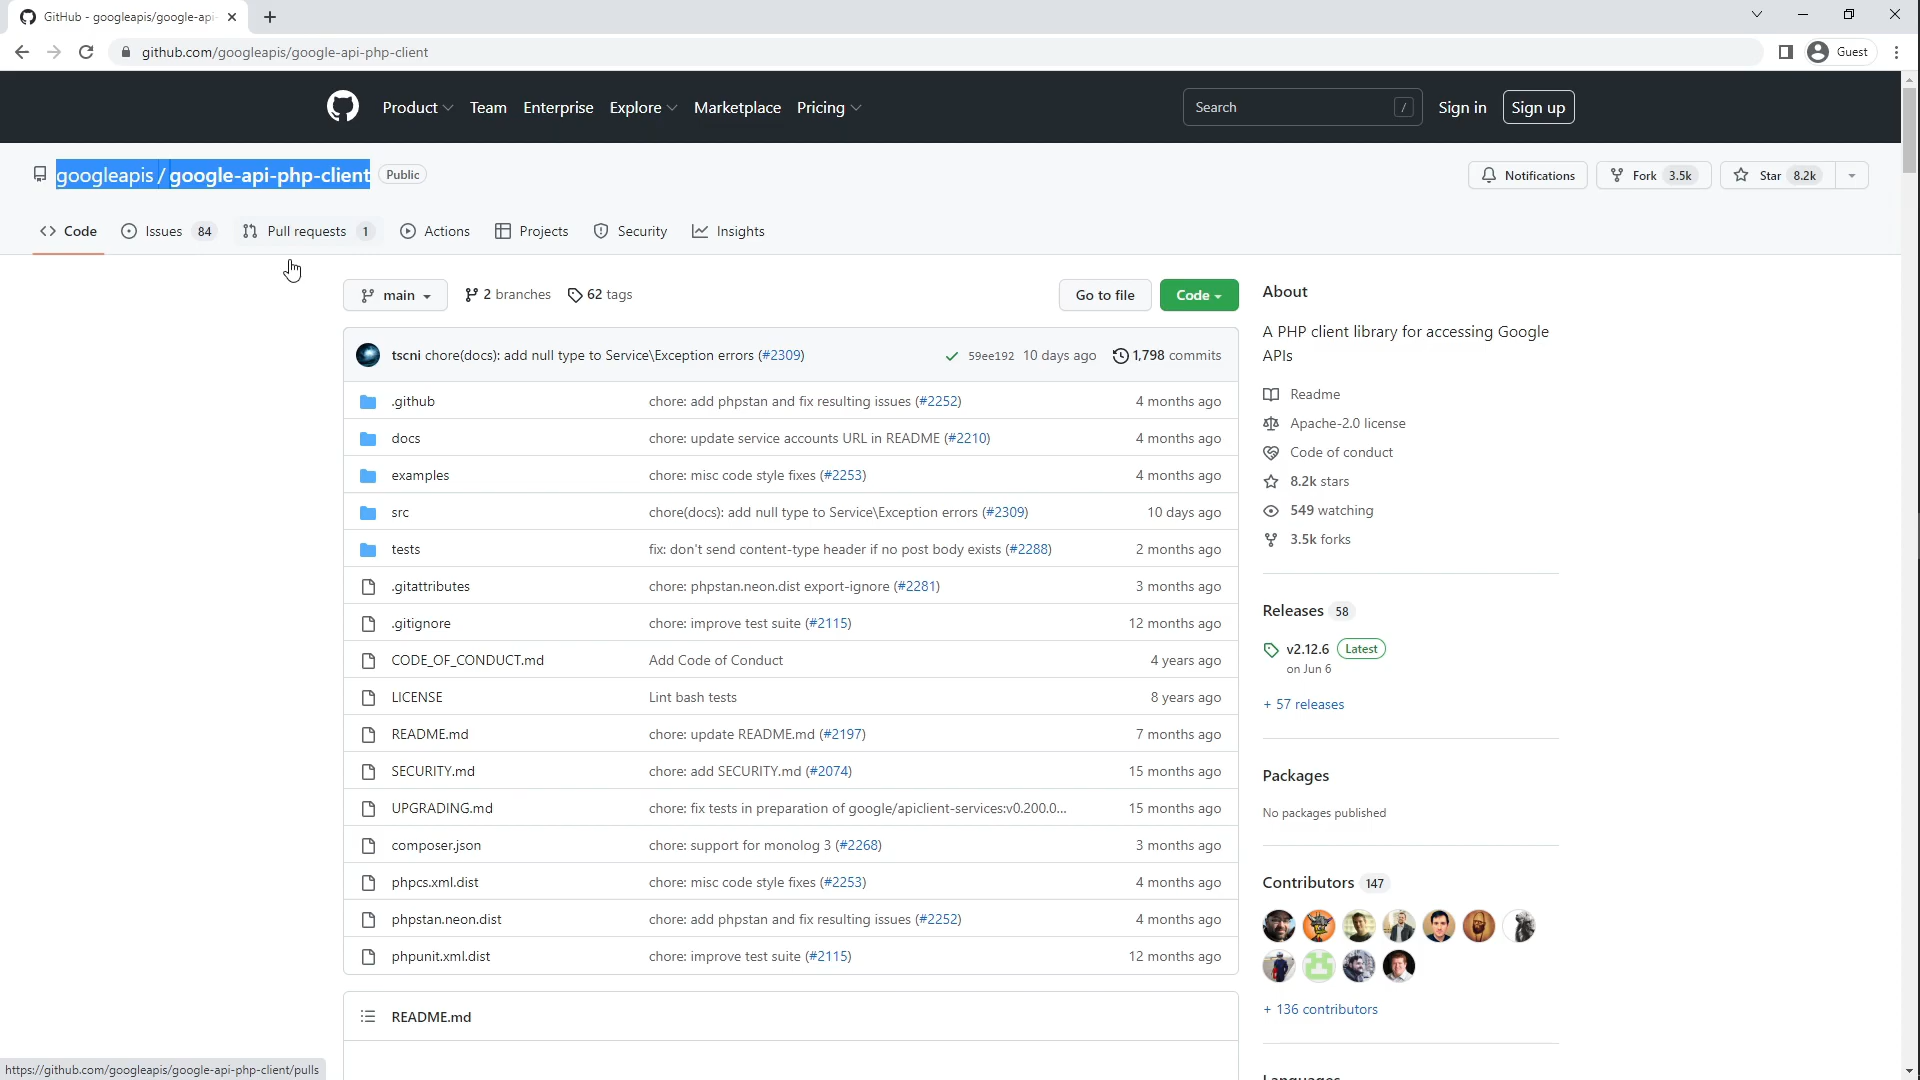 GitHub - googleapis/google-api-
github.com/googleapis/google-api-php-client
Guest
Product Team Enterprise Explore Marketplace Pricing
Search /
Sign in Sign up
googleapis / google-api-php-client Public
Notifications Fork 3.5k Star 8.2k
Code Issues 84 Pull requests 1 Actions Projects Security Insights
main 2 branches 62 tags
Go to file Code
tscni chore(docs): add null type to Service\Exception errors (#2309) 59ee192 10 days ago 1,798 commits
.github chore: add phpstan and fix resulting issues (#2252) 4 months ago
docs chore: update service accounts URL in README (#2210) 4 months ago
examples chore: misc code style fixes (#2253) 4 months ago
src chore(docs): add null type to Service\Exception errors (#2309) 10 days ago
tests fix: don't send content-type header if no post body exists (#2288) 2 months ago
.gitattributes chore: phpstan.neon.dist export-ignore (#2281) 3 months ago
.gitignore chore: improve test suite (#2115) 12 months ago
CODE_OF_CONDUCT.md Add Code of Conduct 4 years ago
LICENSE Lint bash tests 8 years ago
README.md chore: update README.md (#2197) 7 months ago
SECURITY.md chore: add SECURITY.md (#2074) 15 months ago
UPGRADING.md chore: fix tests in preparation of google/apiclient-services:v0.200.0... 15 months ago
composer.json chore: support for monolog 3 (#2268) 3 months ago
phpcs.xml.dist chore: misc code style fixes (#2253) 4 months ago
phpstan.neon.dist chore: add phpstan and fix resulting issues (#2252) 4 months ago
phpunit.xml.dist chore: improve test suite (#2115) 12 months ago
README.md
About
A PHP client library for accessing Google
APIs
Readme
Apache-2.0 license
Code of conduct
8.2k stars
549 watching
3.5k forks
Releases 58
v2.12.6 Latest
on Jun 6
+ 57 releases
Packages
No packages published
Contributors 147
+ 136 contributors
Languages
https://github.com/googleapis/google-api-php-client/pulls